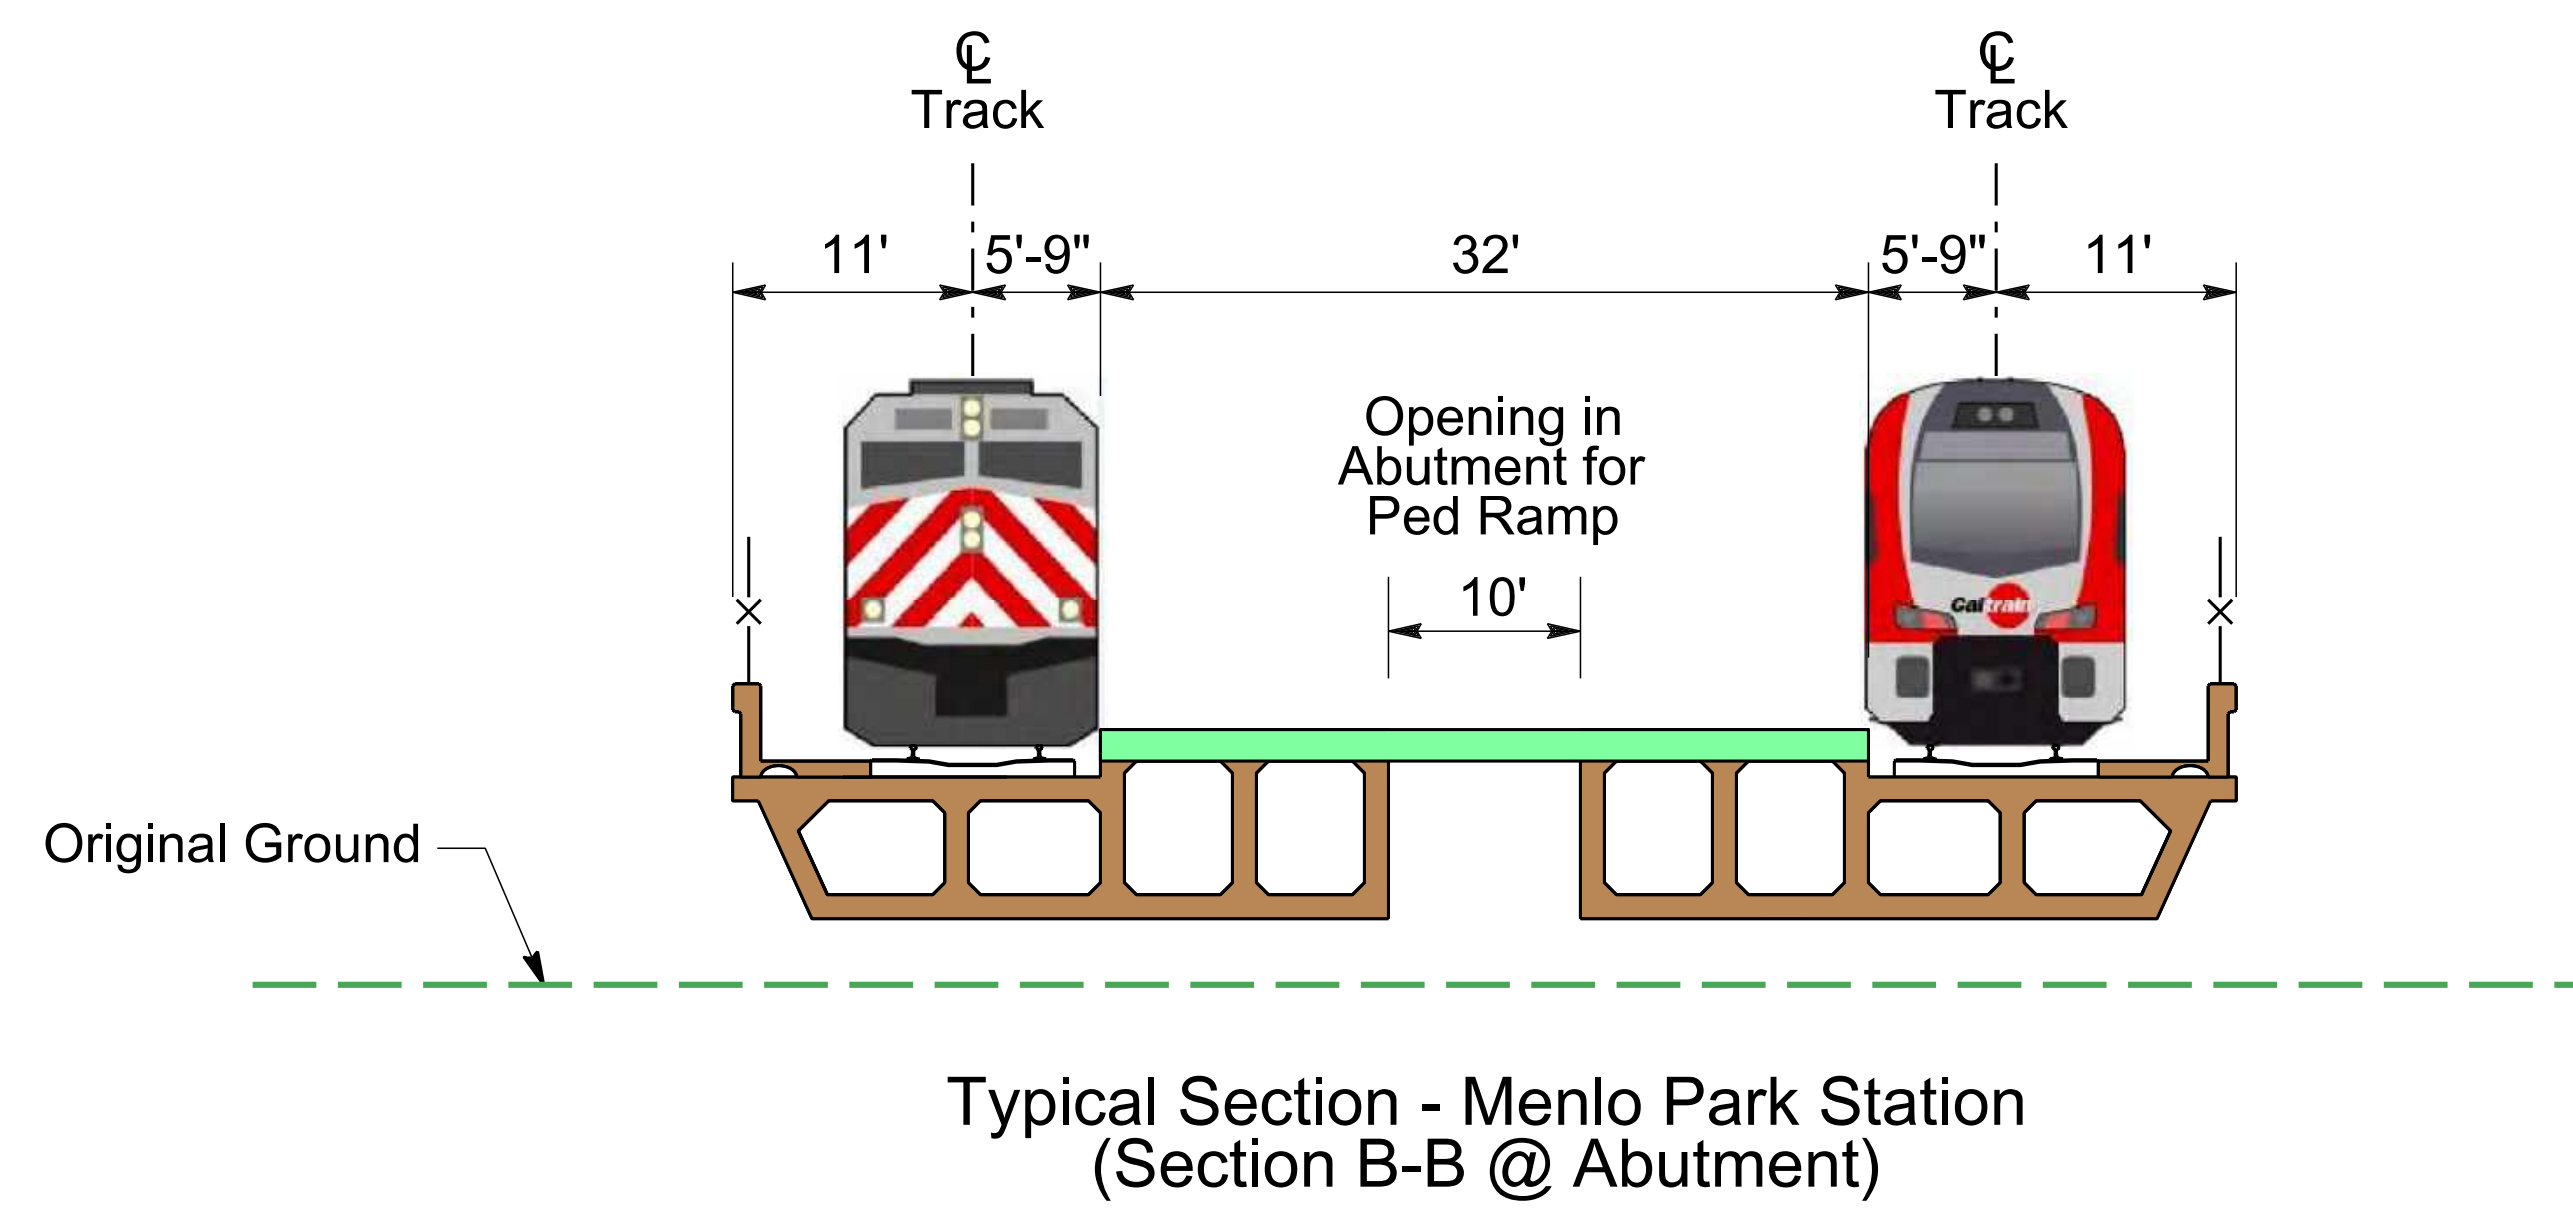 ℄ ℄
Track Track
11' 5'-9" 32' 5'-9" 11'
Opening in
Abutment for
Ped Ramp
10'
Caltrain
Original Ground
Typical Section - Menlo Park Station
(Section B-B @ Abutment)